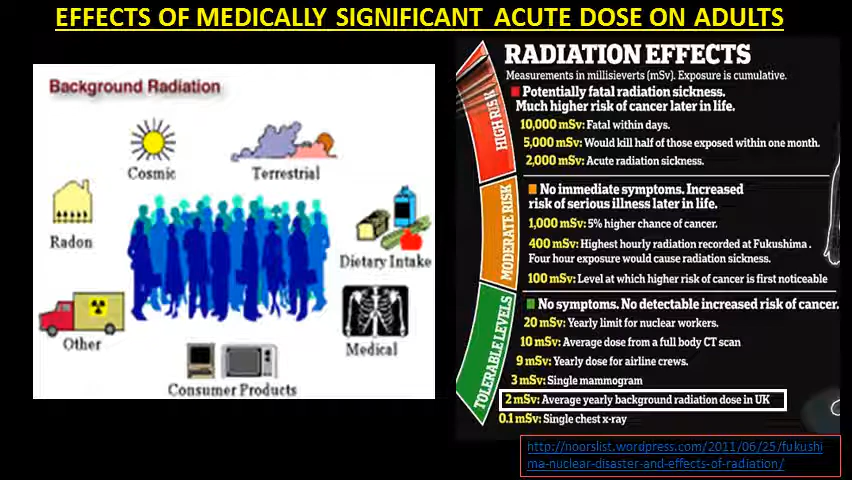 EFFECTS OF MEDICALLY SIGNIFICANT ACUTE DOSE ON ADULTS
Background Radiation
Cosmic
Terrestrial
Radon
Dietary Intake
Other
Medical
Consumer Products
RADIATION EFFECTS
Measurements in millisieverts (mSv). Exposure is cumulative.
HIGH RISK
Potentially fatal radiation sickness.
Much higher risk of cancer later in life.
10,000 mSv: Fatal within days.
5,000 mSv: Would kill half of those exposed within one month.
2,000 mSv: Acute radiation sickness.
MODERATE RISK
No immediate symptoms. Increased
risk of serious illness later in life.
1,000 mSv: 5% higher chance of cancer.
400 mSv: Highest hourly radiation recorded at Fukushima.
Four hour exposure would cause radiation sickness.
100 mSv: Level at which higher risk of cancer is first noticeable
TOLERABLE LEVELS
No symptoms. No detectable increased risk of cancer.
20 mSv: Yearly limit for nuclear workers.
10 mSv: Average dose from a full body CT scan
9 mSv: Yearly dose for airline crews.
3 mSv: Single mammogram
2 mSv: Average yearly background radiation dose in UK
0.1 mSv: Single chest x-ray
http://noorslist.wordpress.com/2011/06/25/fukushi
ma-nuclear-disaster-and-effects-of-radiation/